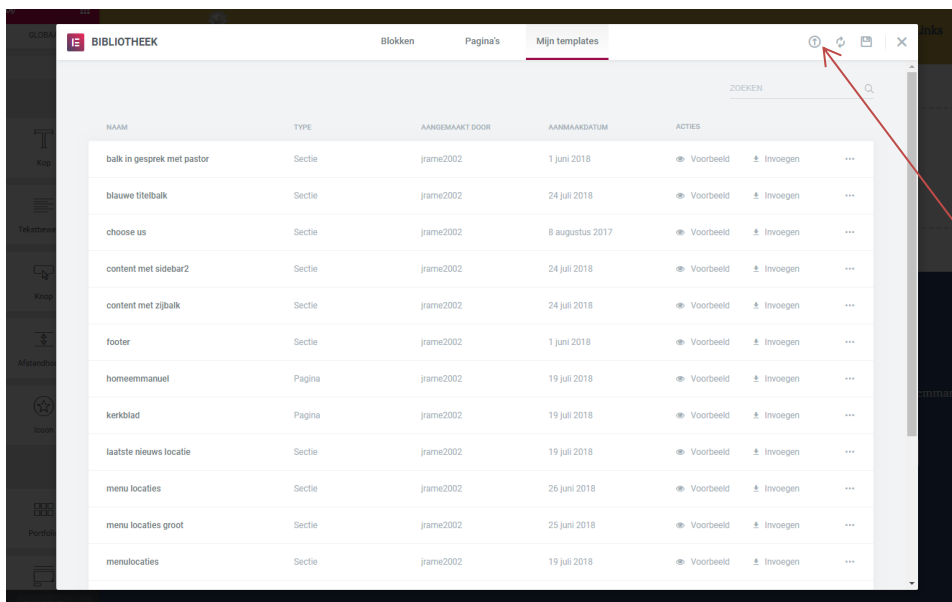 GLOBA
BIBLIOTHEEK
Blokken
Pagina's
Mijn templates
ZOEKEN
NAAM TYPE AANGEMAAKT DOOR AANMAAKDATUM ACTIES
balk in gesprek met pastor Sectie jrame2002 1 juni 2018 Voorbeeld Invoegen
blauwe titelbalk Sectie jrame2002 24 juli 2018 Voorbeeld Invoegen
choose us Sectie jrame2002 8 augustus 2017 Voorbeeld Invoegen
content met sidebar2 Sectie jrame2002 24 juli 2018 Voorbeeld Invoegen
content met zijbalk Sectie jrame2002 24 juli 2018 Voorbeeld Invoegen
footer Sectie jrame2002 1 juni 2018 Voorbeeld Invoegen
homeemmanuel Pagina jrame2002 19 juli 2018 Voorbeeld Invoegen
kerkblad Pagina jrame2002 19 juli 2018 Voorbeeld Invoegen
laatste nieuws locatie Sectie jrame2002 19 juli 2018 Voorbeeld Invoegen
menu locaties Sectie jrame2002 26 juni 2018 Voorbeeld Invoegen
menu locaties groot Sectie jrame2002 25 juni 2018 Voorbeeld Invoegen
menulocaties Sectie jrame2002 19 juli 2018 Voorbeeld Invoegen
Kop
Tekstbewe
Knop
Afstandhou
Icoon
Portfolio
emmar